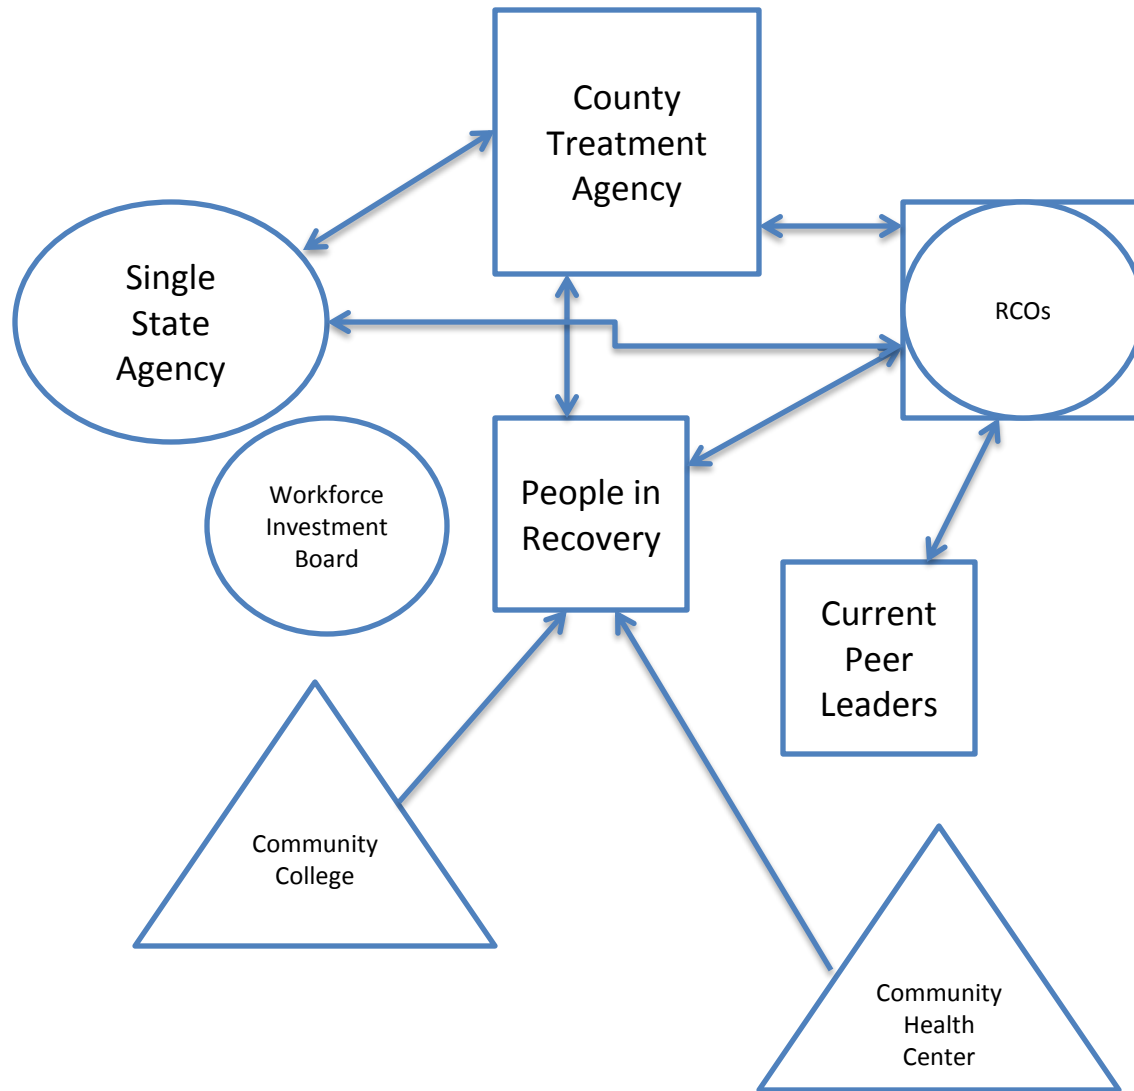 County
Treatment
Agency
Single
State
Agency
RCOs
Workforce
Investment
Board
People in
Recovery
Current
Peer
Leaders
Community
College
Community
Health
Center